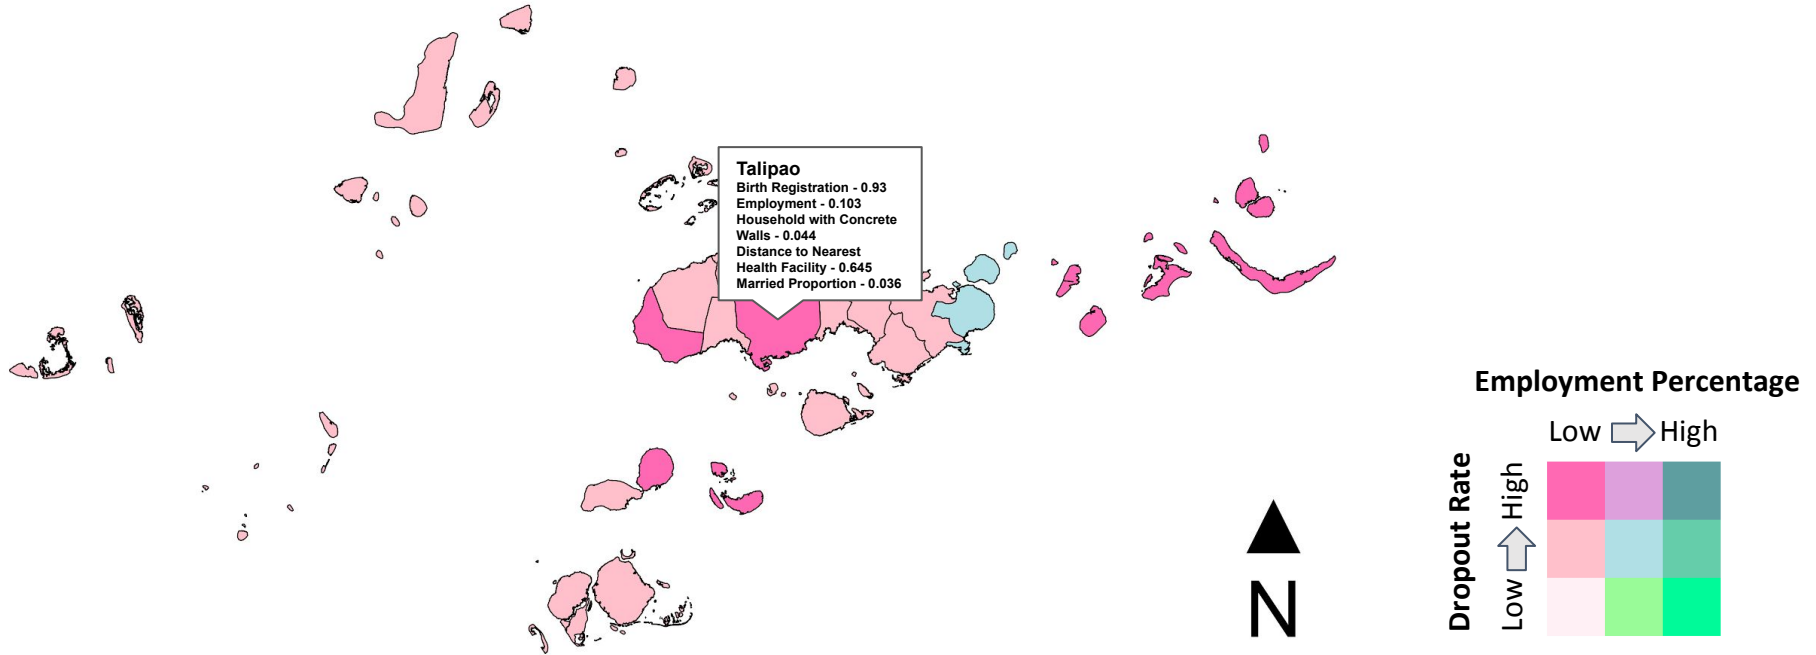 Talipao
Birth Registration - 0.93
Employment - 0.103
Household with Concrete
Walls - 0.044
Distance to Nearest
Health Facility - 0.645
Married Proportion - 0.036
Employment Percentage
Low High
Dropout Rate
Low High
N